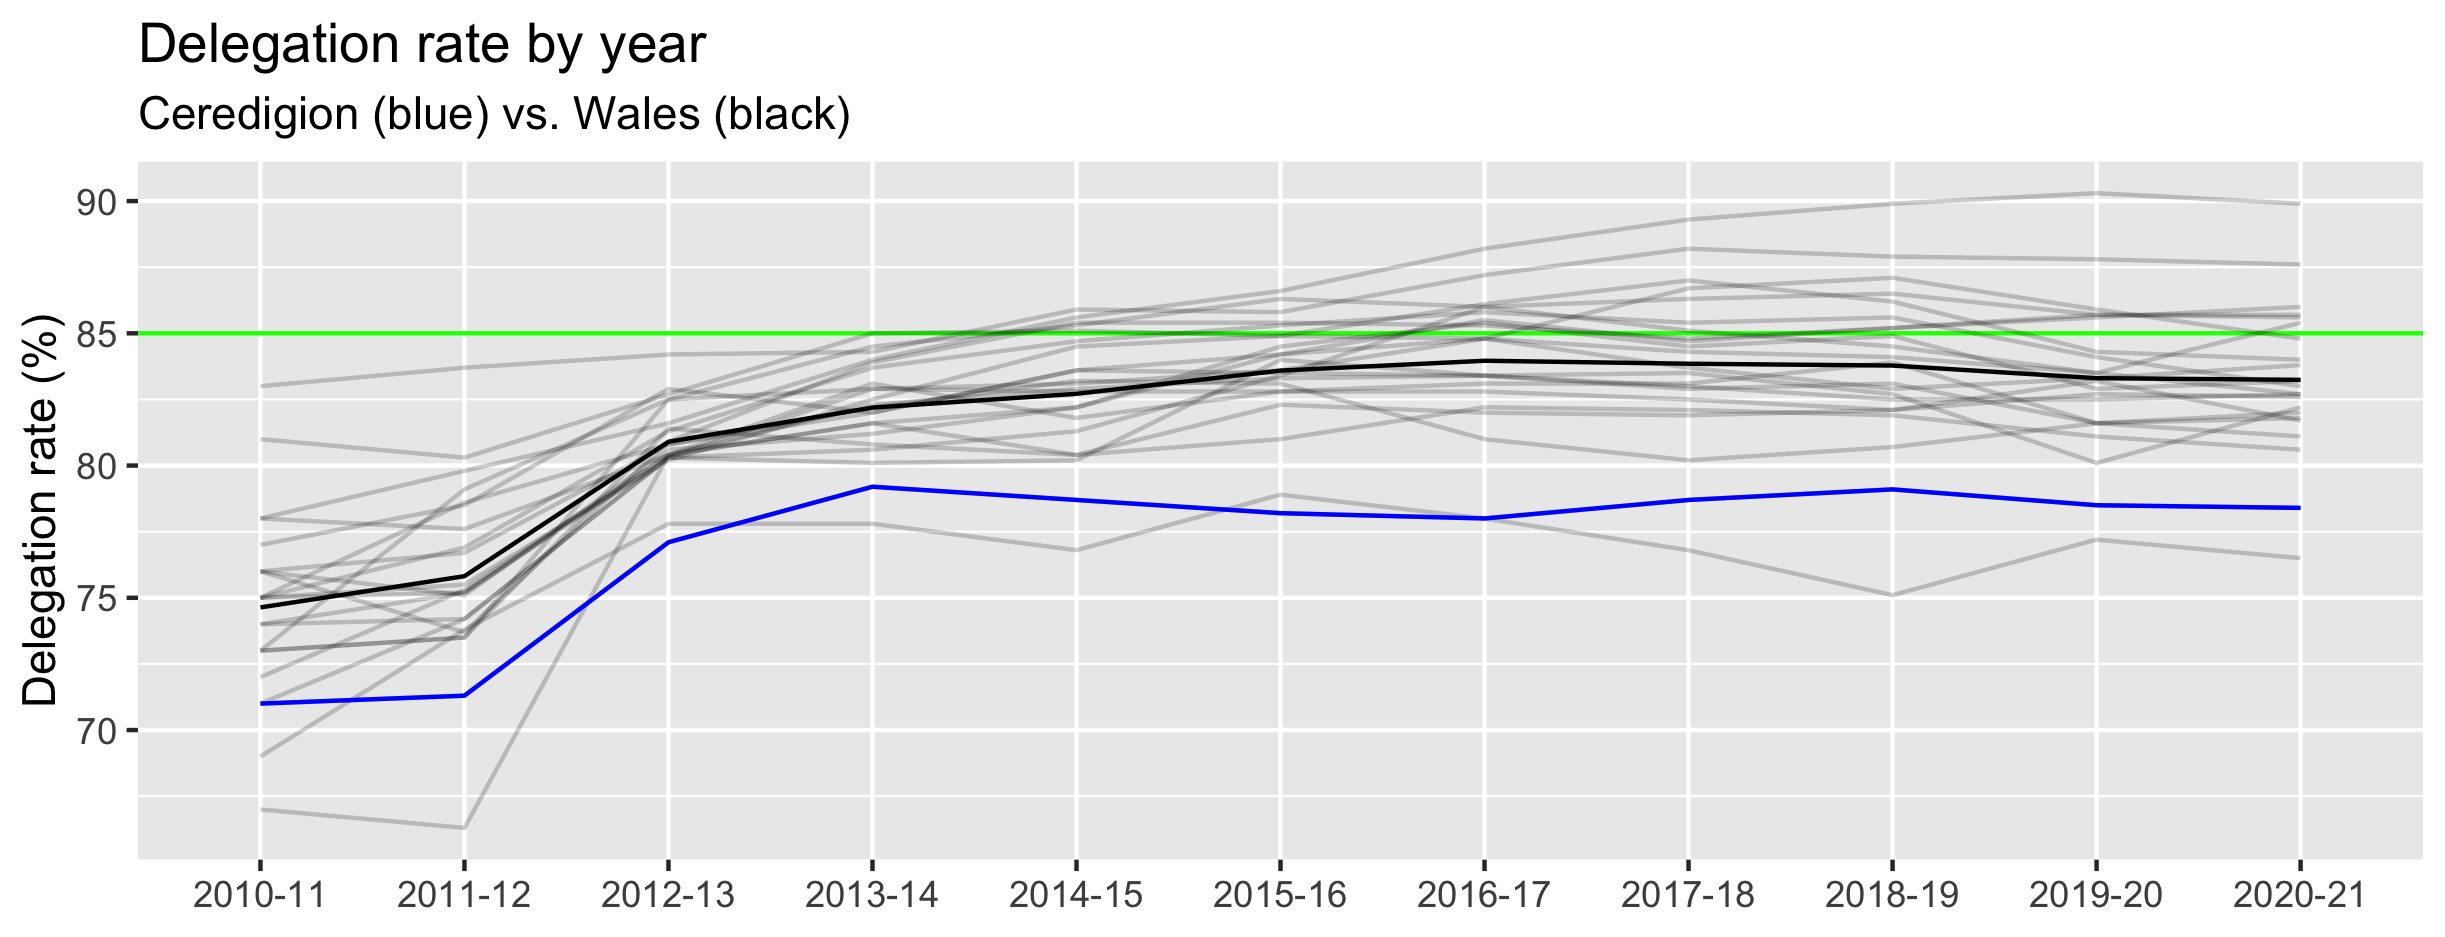 Delegation rate by year
Ceredigion (blue) vs. Wales (black)
Delegation rate (%)
90
85
80
75
70
2010-11 2011-12 2012-13 2013-14 2014-15 2015-16 2016-17 2017-18 2018-19 2019-20 2020-21